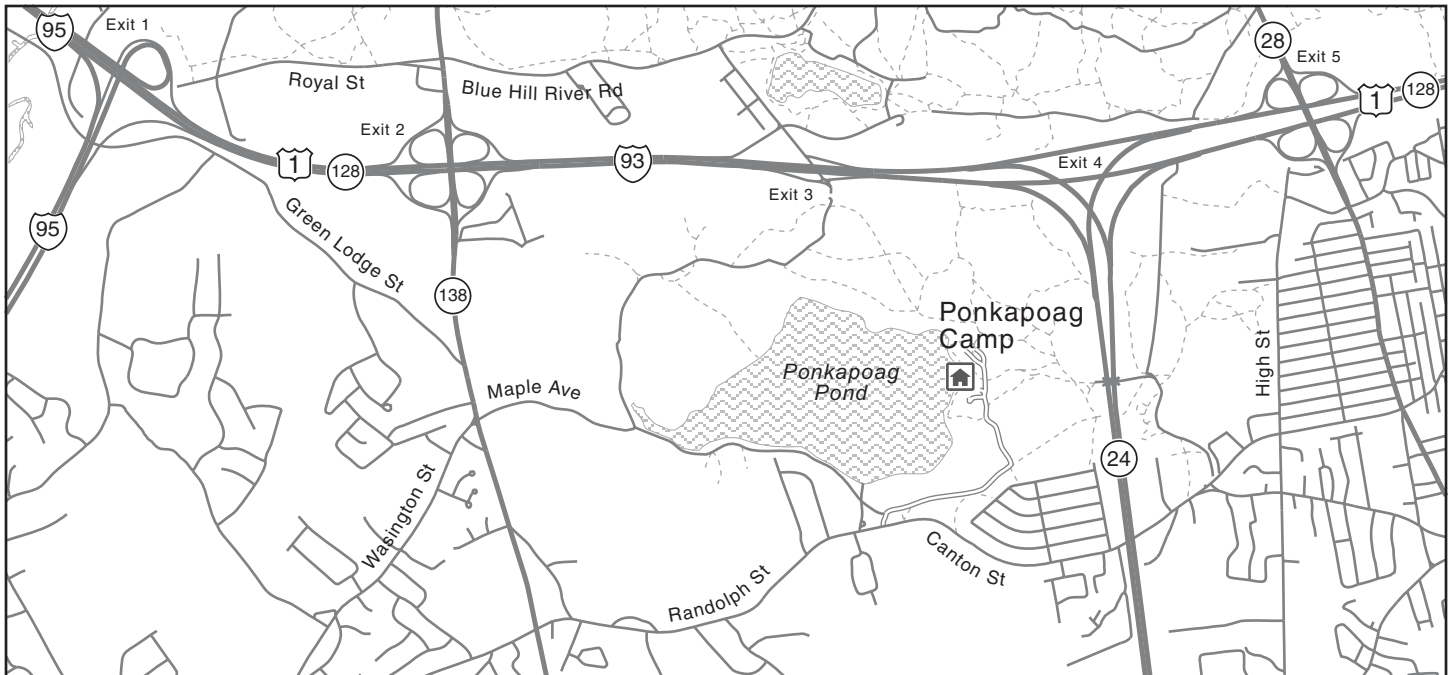 95
Exit 1
28
Exit 5
Royal St
Blue Hill River Rd
1
128
Exit 2
1
128
93
Exit 4
Exit 3
95
Green Lodge St
138
Ponkapoag
Camp
High St
Ponkapoag
Pond
Maple Ave
24
Wasington St
Canton St
Randolph St